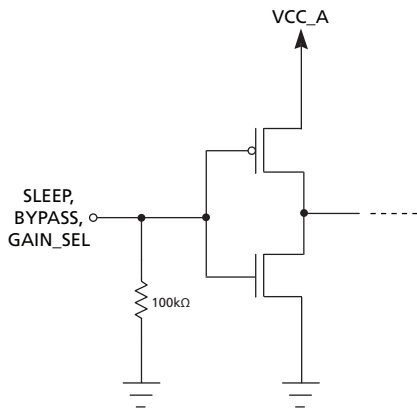 VCC_A
SLEEP,
BYPASS,
GAIN_SEL
100kΩ